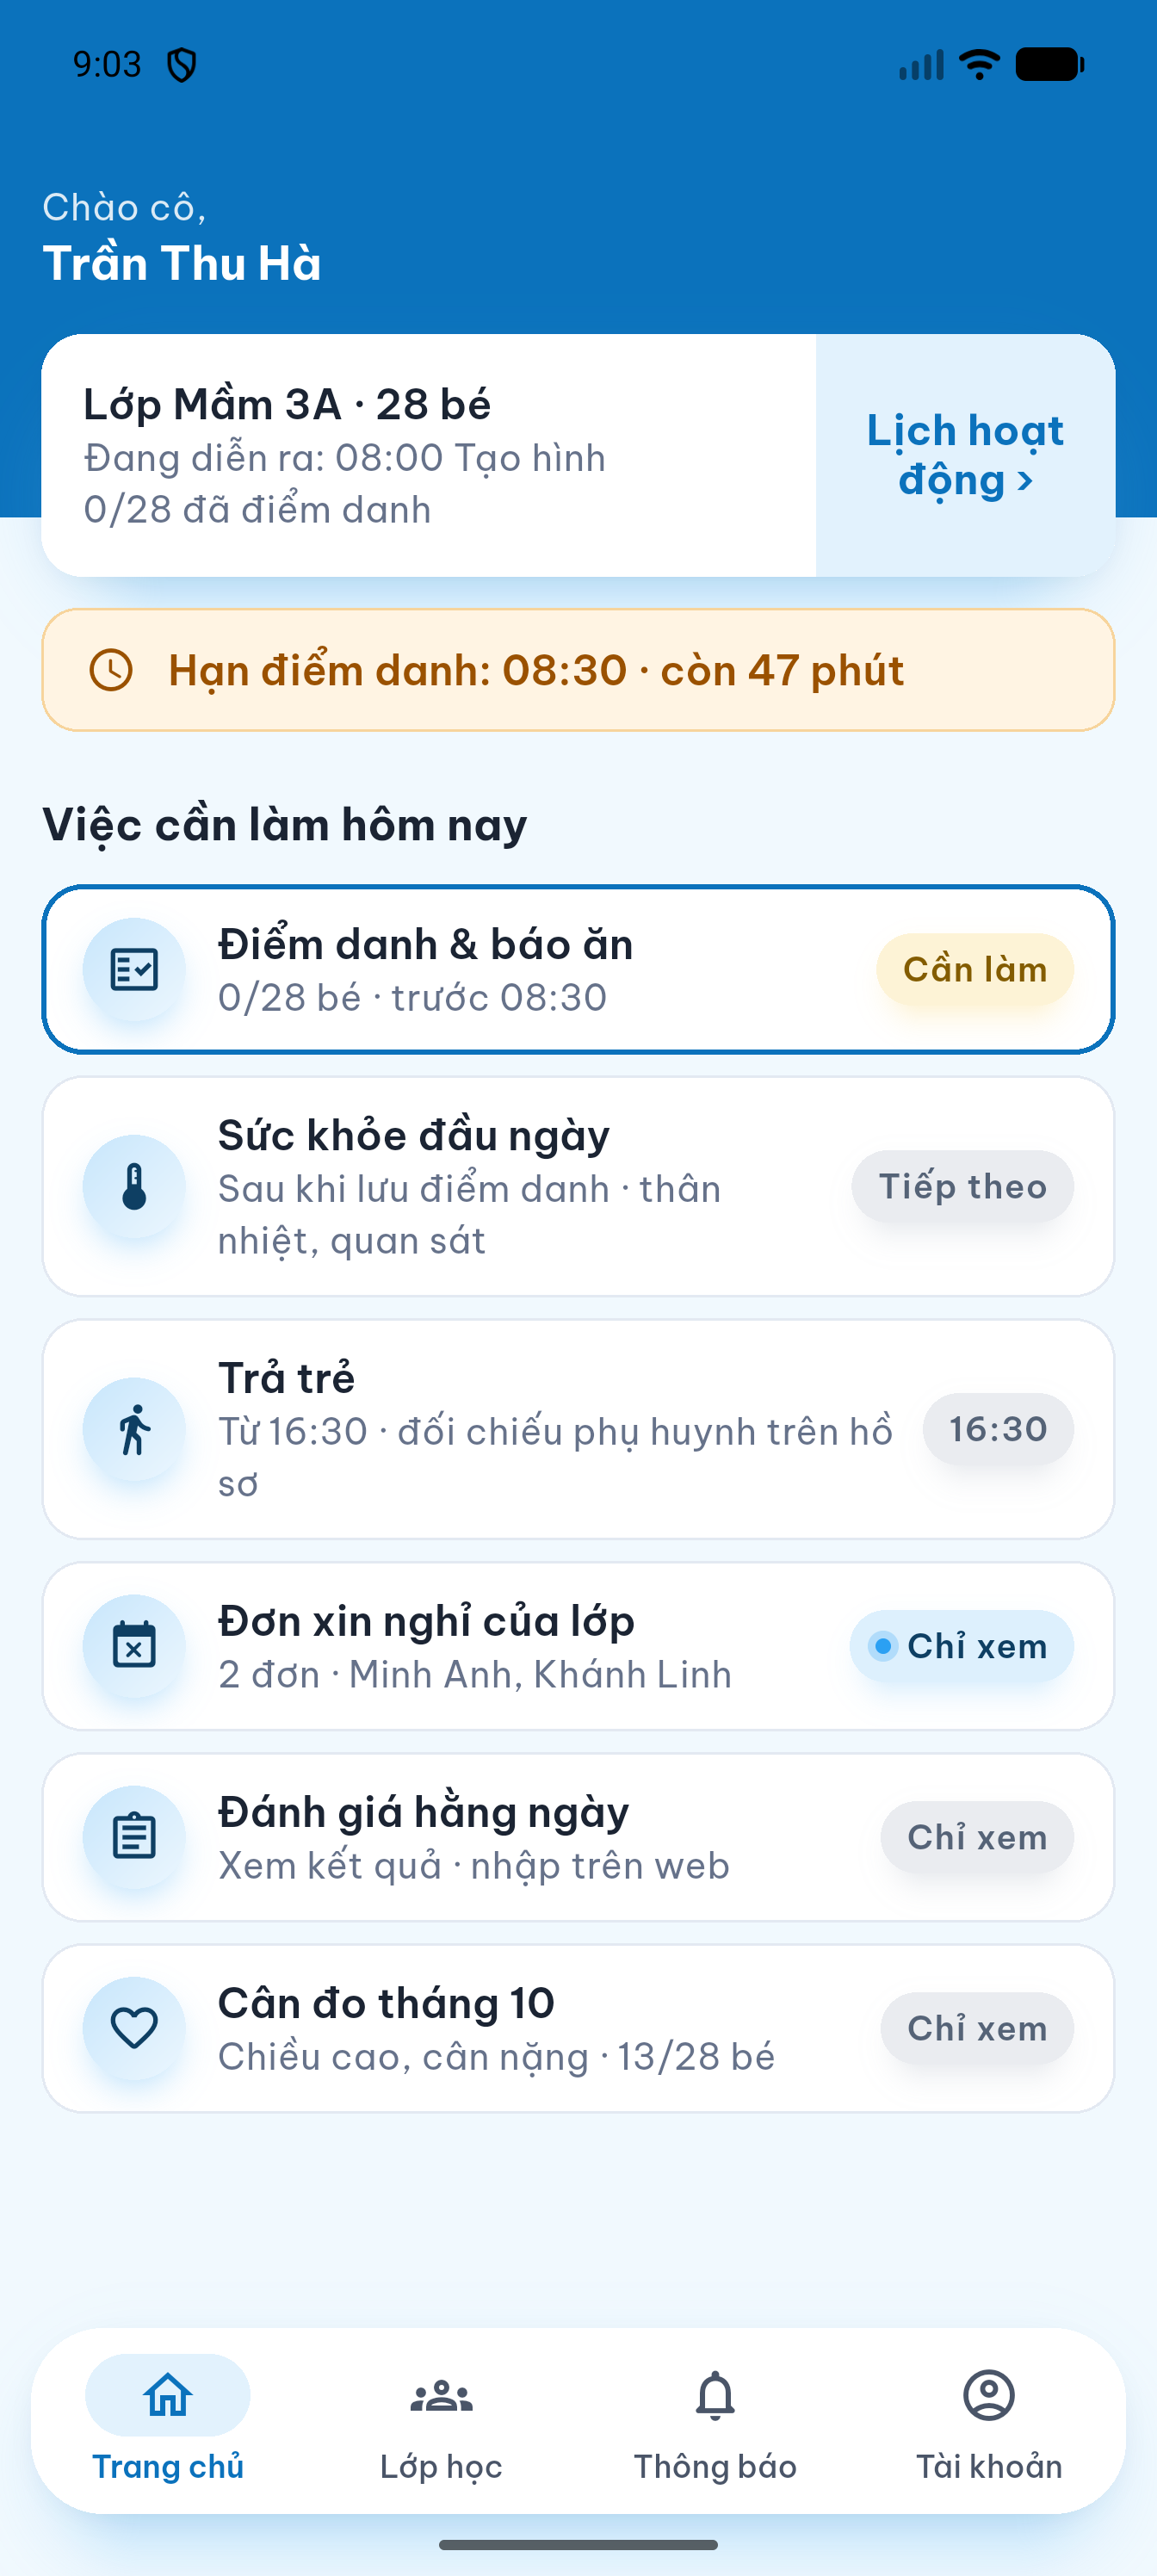 9:03
Chào cô,
Trần Thu Hà
Lớp Mầm 3A · 28 bé
Đang diễn ra: 08:00 Tạo hình
0/28 đã điểm danh
Lịch hoạt
động ›
Hạn điểm danh: 08:30 · còn 47 phút
Việc cần làm hôm nay
Điểm danh & báo ăn
0/28 bé · trước 08:30
Cần làm
Sức khỏe đầu ngày
Sau khi lưu điểm danh · thân
nhiệt, quan sát
Tiếp theo
Trả trẻ
Từ 16:30 · đối chiếu phụ huynh trên hồ
sơ
16:30
Đơn xin nghỉ của lớp
2 đơn · Minh Anh, Khánh Linh
Chỉ xem
Đánh giá hằng ngày
Xem kết quả · nhập trên web
Chỉ xem
Cân đo tháng 10
Chiều cao, cân nặng · 13/28 bé
Chỉ xem
Trang chủ
Lớp học
Thông báo
Tài khoản